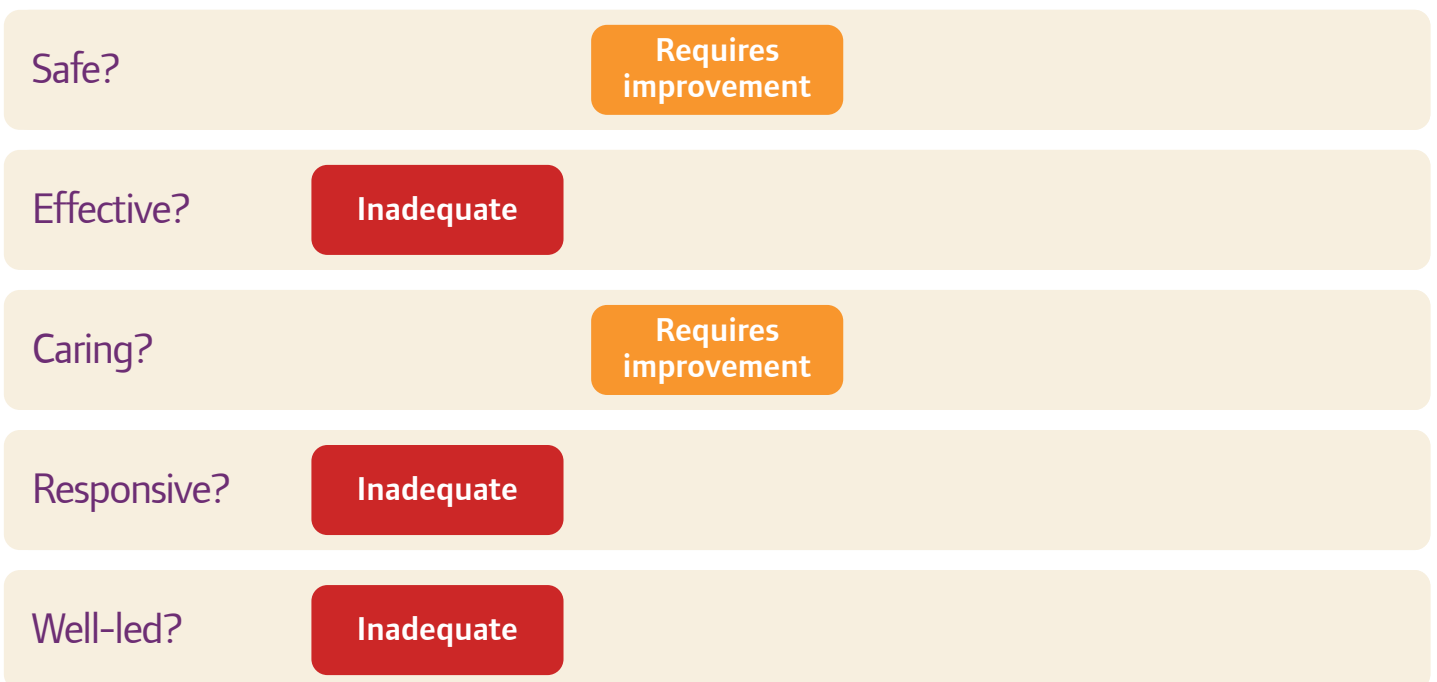 Safe?
Requires
improvement
Effective?
Inadequate
Caring?
Requires
improvement
Responsive?
Inadequate
Well-led?
Inadequate